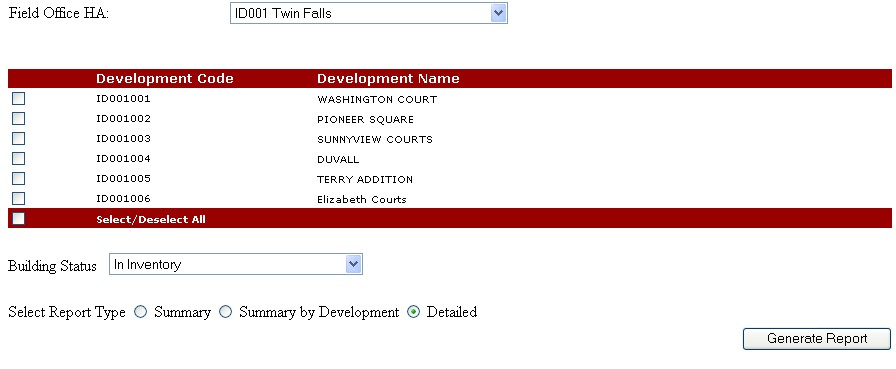 Field Office HA: ID001 Twin Falls
Development Code Development Name
ID001001 WASHINGTON COURT
ID001002 PIONEER SQUARE
ID001003 SUNNYVIEW COURTS
ID001004 DUVALL
ID001005 TERRY ADDITION
ID001006 Elizabeth Courts
Select/Deselect All
Building Status In Inventory
Select Report Type Summary Summary by Development Detailed
Generate Report